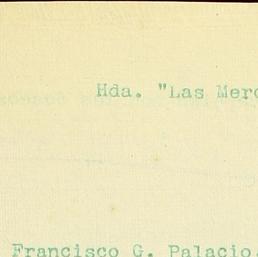 Hda. "Las Merc
Francisco G. Palacio.